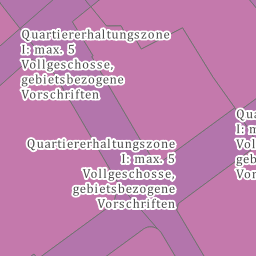 Quartiererhaltungszone
I: max. 5
Vollgeschosse,
gebietsbezogene
Vorschriften
Quartiererhaltungszone
I: max. 5
Vollgeschosse,
gebietsbezogene
Vorschriften